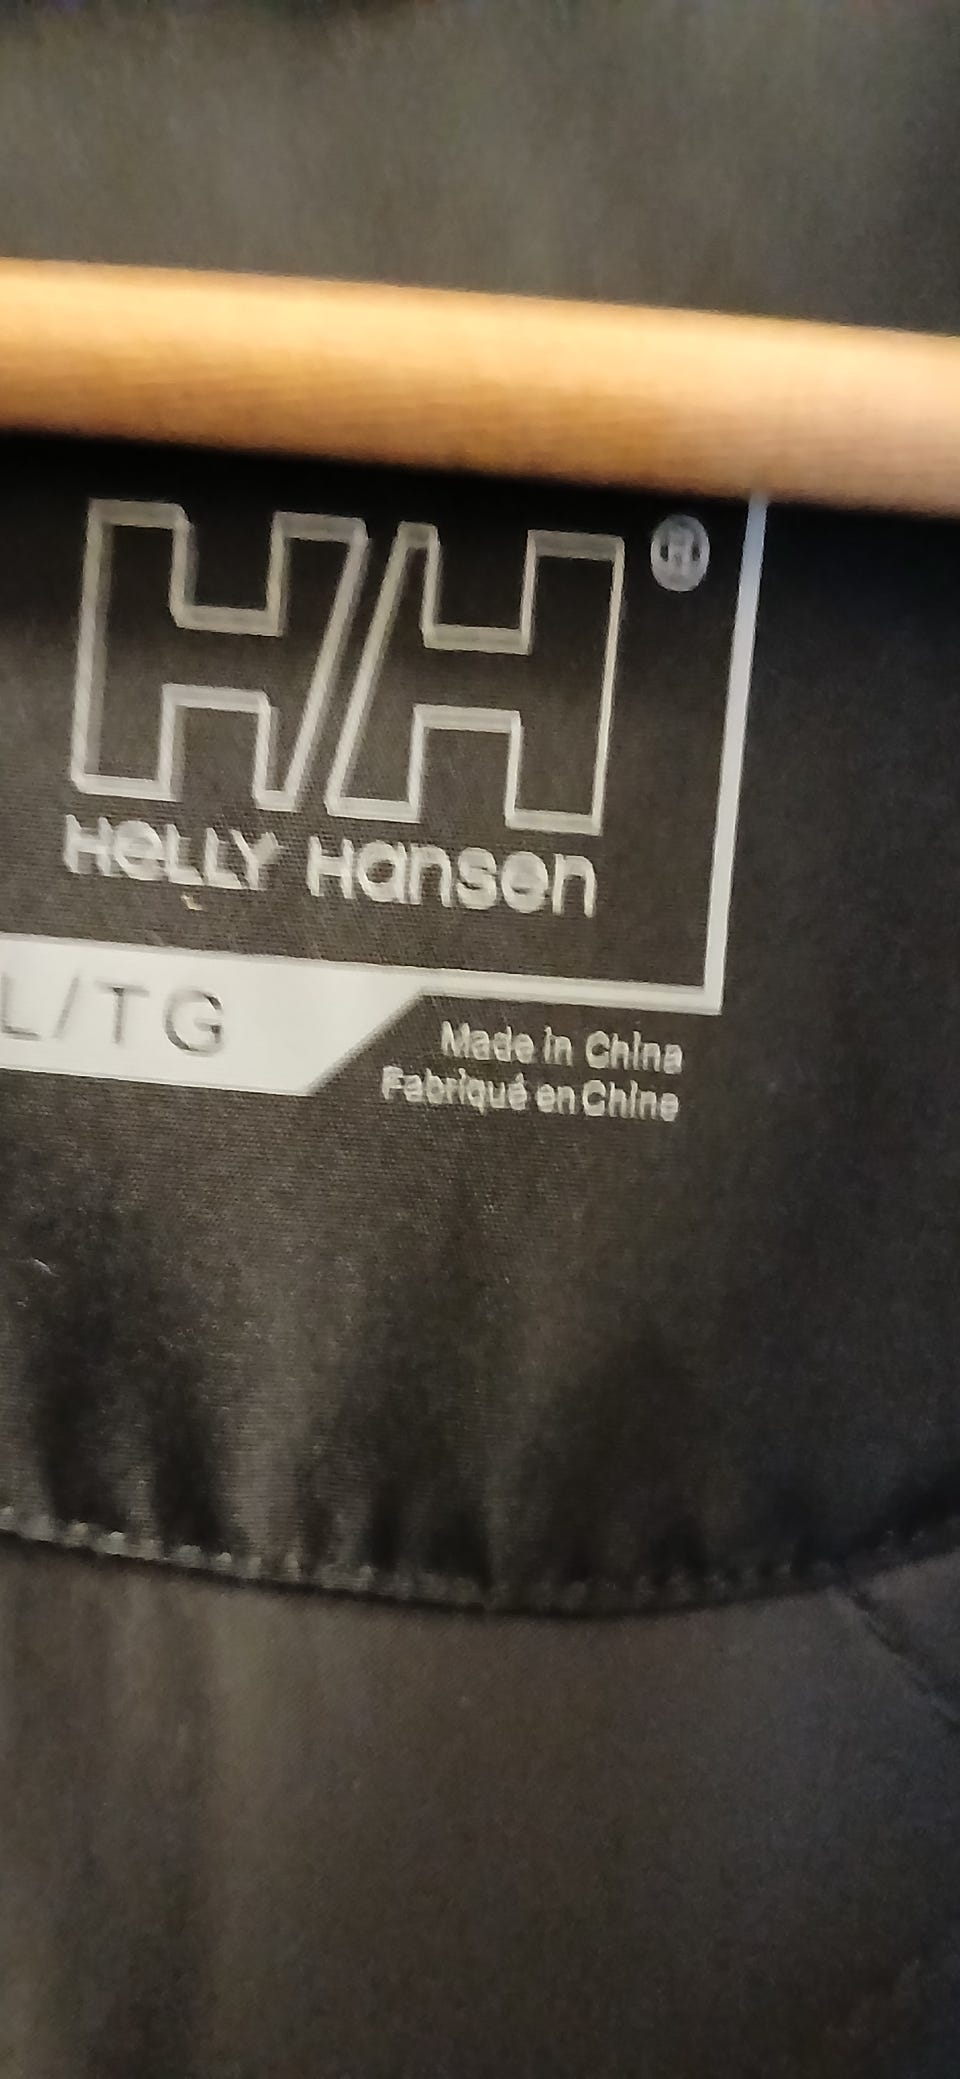 HH®
HeLLY Hansen
L/TG
Made in China
Fabriqué en Chine